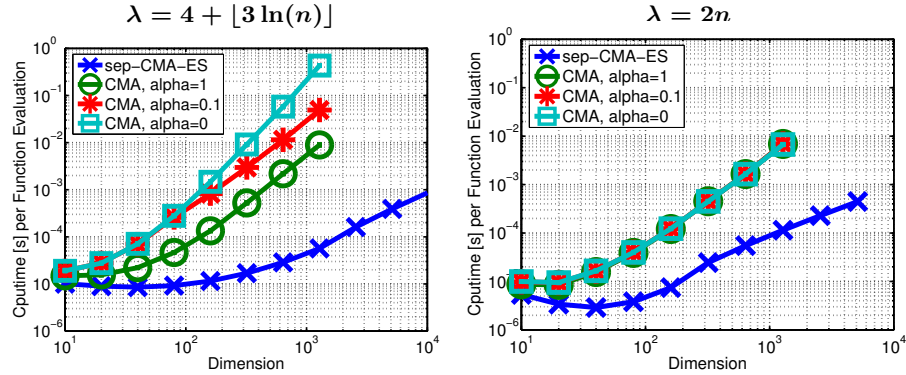 λ = 4 + ⌊3 ln(n)⌋
10^0
10^-1
10^-2
10^-3
10^-4
10^-5
10^-6
Cputime [s] per Function Evaluation
sep-CMA-ES
CMA, alpha=1
CMA, alpha=0.1
CMA, alpha=0
10^1 10^2 10^3 10^4
Dimension
λ = 2n
10^0
10^-1
10^-2
10^-3
10^-4
10^-5
10^-6
Cputime [s] per Function Evaluation
sep-CMA-ES
CMA, alpha=1
CMA, alpha=0.1
CMA, alpha=0
10^1 10^2 10^3 10^4
Dimension